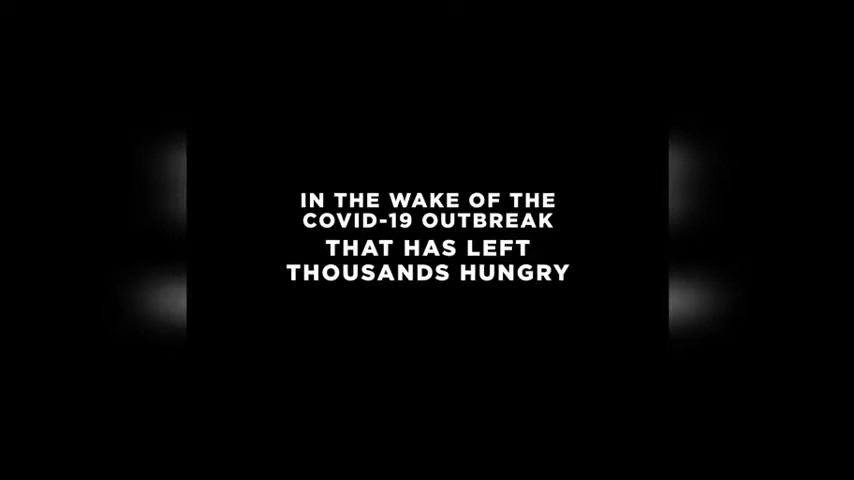 IN THE WAKE OF THE
COVID-19 OUTBREAK
THAT HAS LEFT
THOUSANDS HUNGRY